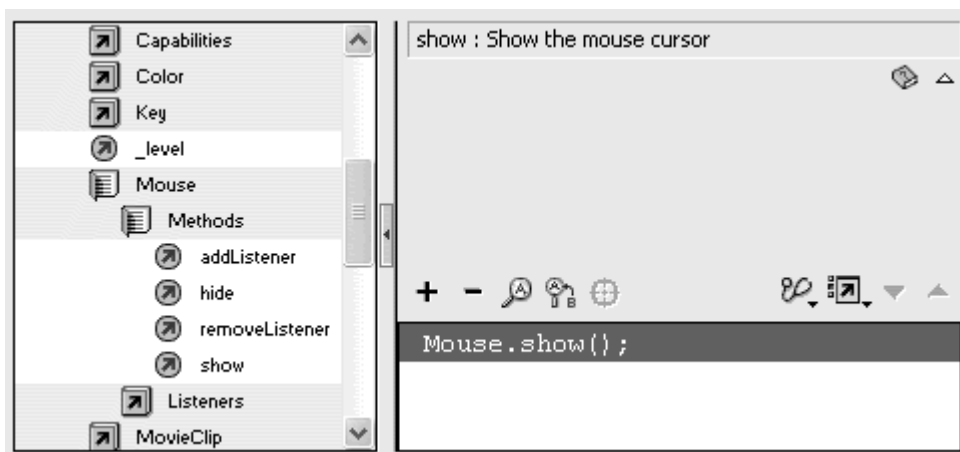 Capabilities
Color
Key
_level
Mouse
Methods
addListener
hide
removeListener
show
Listeners
MovieClip
show : Show the mouse cursor
Mouse.show();